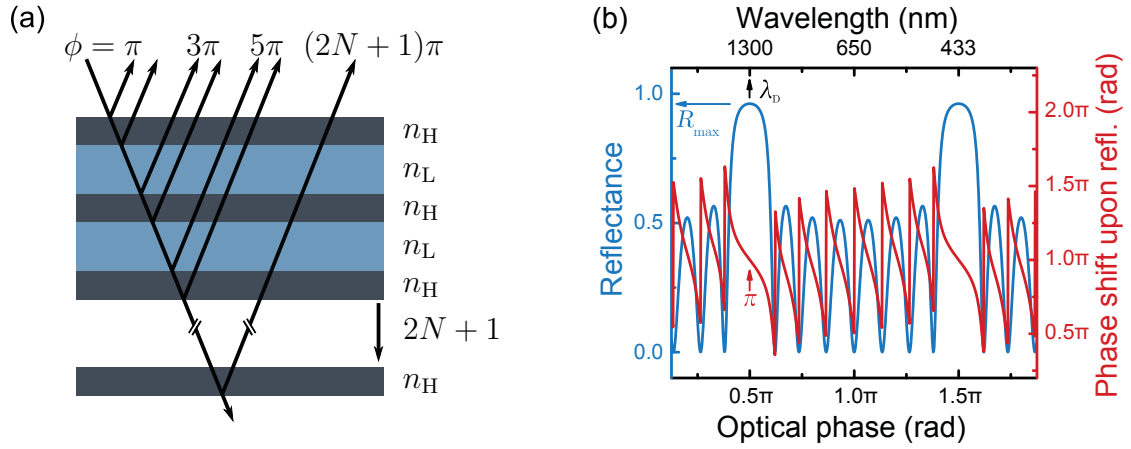 (a)
ϕ = π 3π 5π (2N + 1)π
n_H
n_L
n_H
n_L
n_H
2N + 1
n_H
(b)
Wavelength (nm)
1300 650 433
λ_D
R_max
π
1.0
0.5
0.0
Reflectance
2.0π
1.5π
1.0π
0.5π
Phase shift upon refl. (rad)
0.5π 1.0π 1.5π
Optical phase (rad)